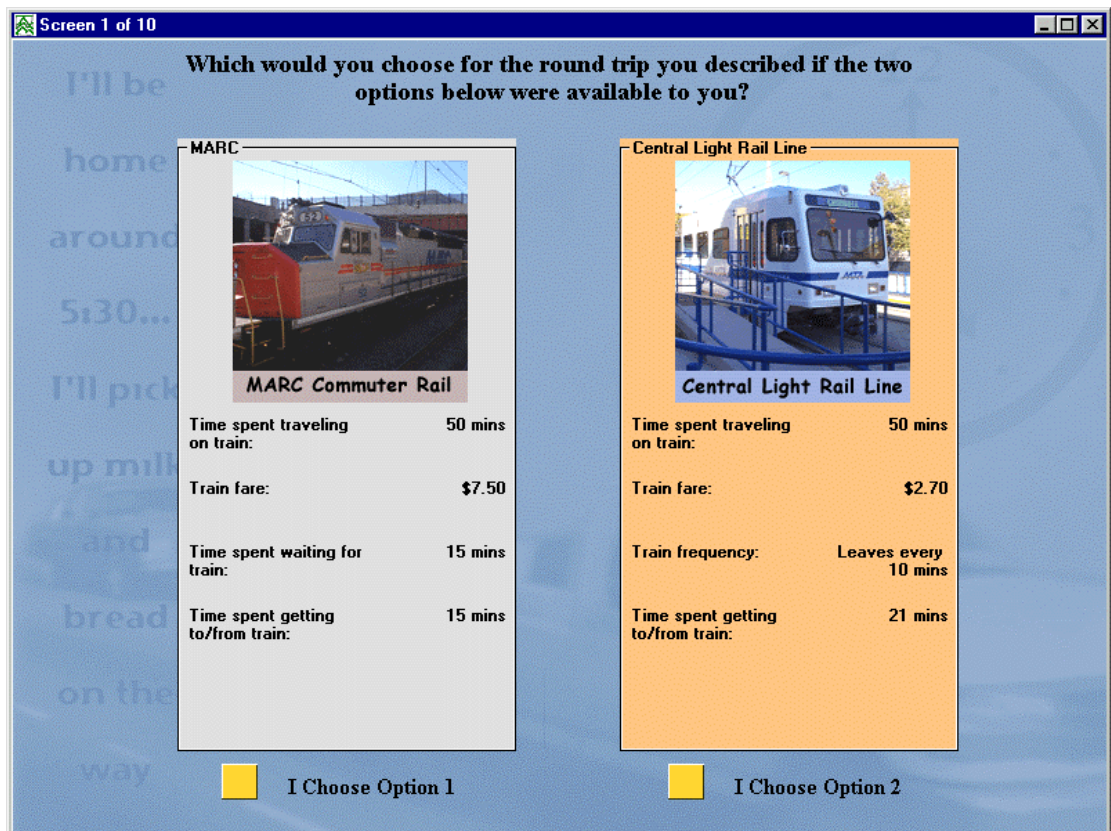 Screen 1 of 10
Which would you choose for the round trip you described if the two
options below were available to you?
I'll be
home
around
5:30...
I'll pick
up milk
and
bread
on the
way
12
MARC
52
MARC
MARC Commuter Rail
Time spent traveling
on train:
50 mins
Train fare:
$7.50
Time spent waiting for
train:
15 mins
Time spent getting
to/from train:
15 mins
I Choose Option 1
Central Light Rail Line
MTA
Central Light Rail Line
Time spent traveling
on train:
50 mins
Train fare:
$2.70
Train frequency:
Leaves every
10 mins
Time spent getting
to/from train:
21 mins
I Choose Option 2